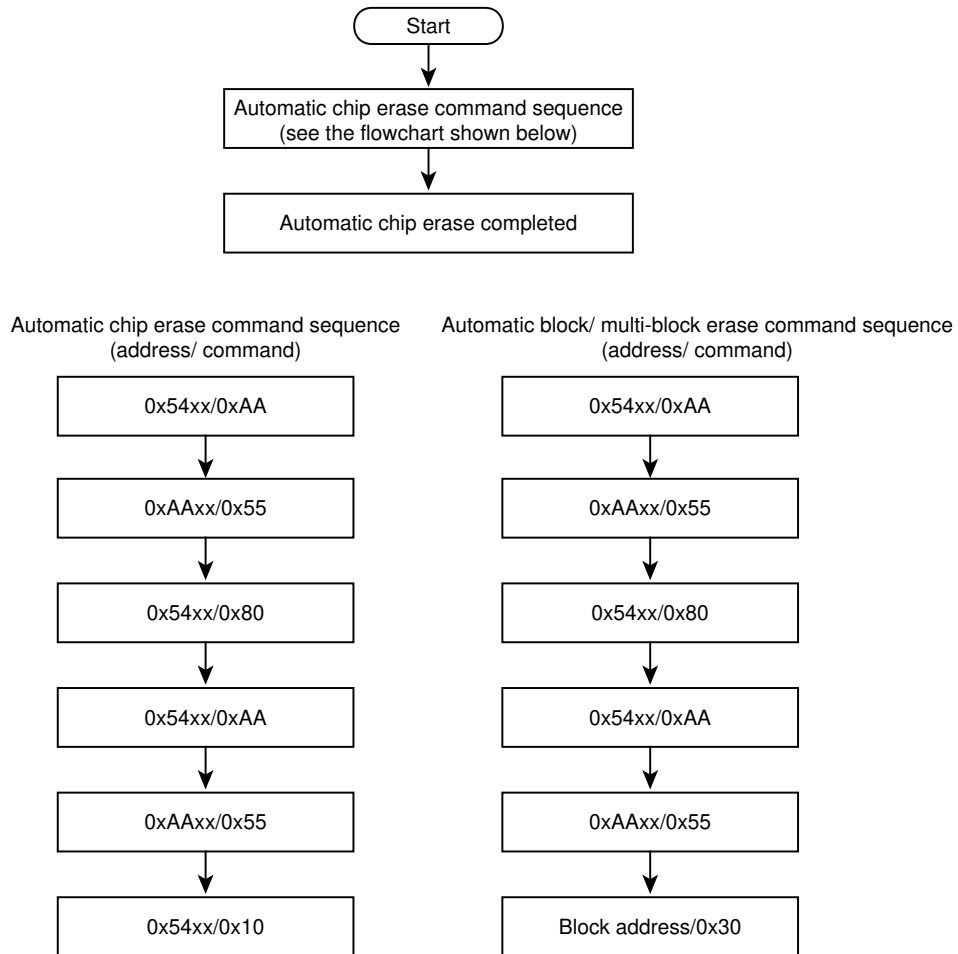 Start
Automatic chip erase command sequence
(see the flowchart shown below)
Automatic chip erase completed
Automatic chip erase command sequence
(address/ command)
0x54xx/0xAA
0xAAxx/0x55
0x54xx/0x80
0x54xx/0xAA
0xAAxx/0x55
0x54xx/0x10
Automatic block/ multi-block erase command sequence
(address/ command)
0x54xx/0xAA
0xAAxx/0x55
0x54xx/0x80
0x54xx/0xAA
0xAAxx/0x55
Block address/0x30